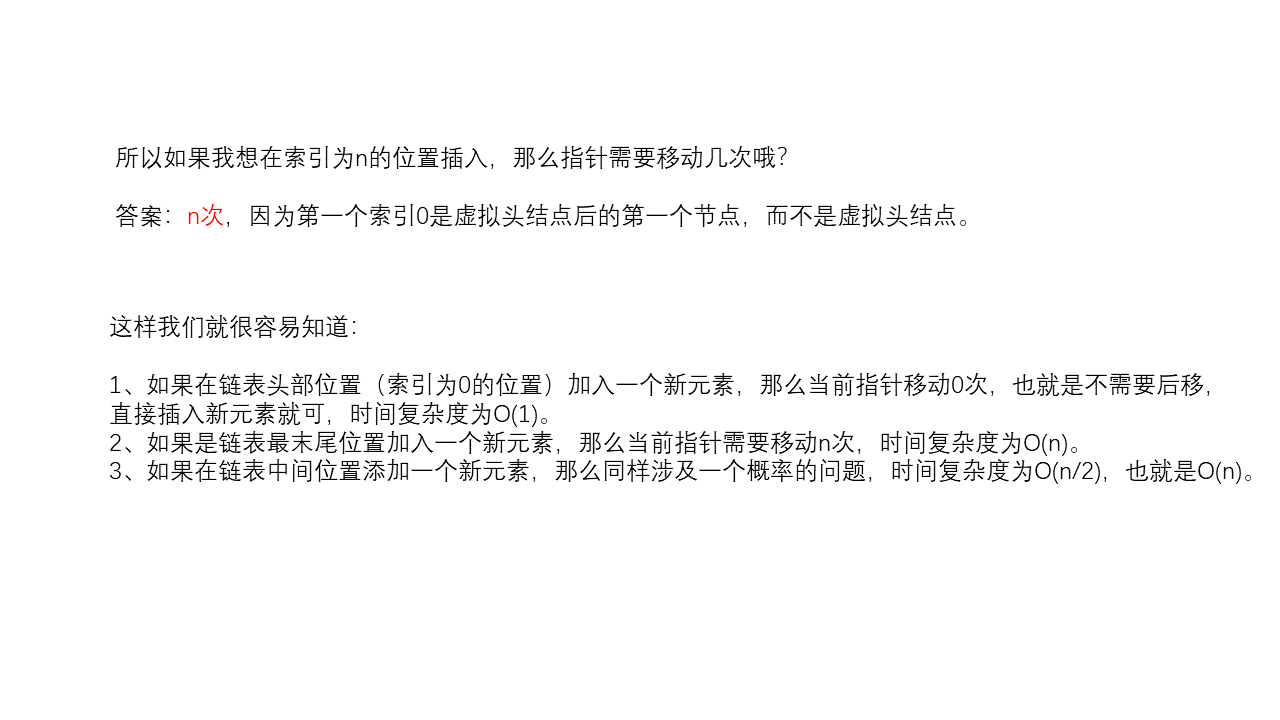 所以如果我想在索引为n的位置插入，那么指针需要移动几次哦？
答案：n次，因为第一个索引0是虚拟头结点后的第一个节点，而不是虚拟头结点。
这样我们就很容易知道：
1、如果在链表头部位置（索引为0的位置）加入一个新元素，那么当前指针移动0次，也就是不需要后移，
直接插入新元素就可，时间复杂度为O(1)。
2、如果是链表最末尾位置加入一个新元素，那么当前指针需要移动n次，时间复杂度为O(n)。
3、如果在链表中间位置添加一个新元素，那么同样涉及一个概率的问题，时间复杂度为O(n/2)，也就是O(n)。